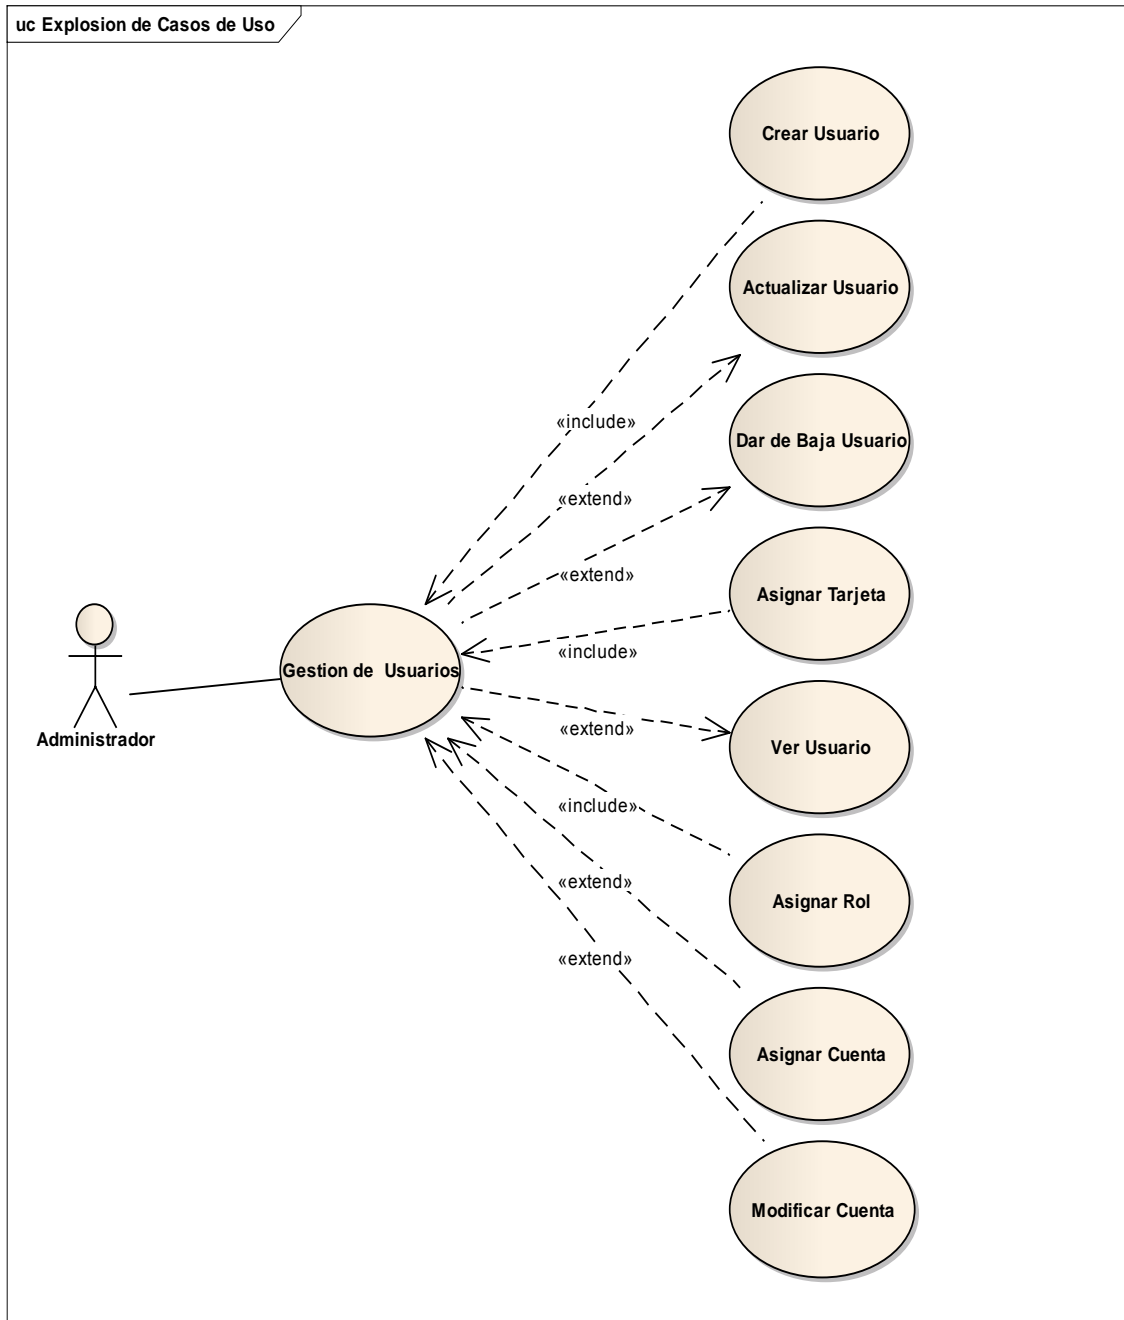 uc Explosion de Casos de Uso
Crear Usuario
Actualizar Usuario
«include»
Dar de Baja Usuario
«extend»
«extend»
Asignar Tarjeta
«include»
Gestion de  Usuarios
Administrador
«extend»
Ver Usuario
«include»
«extend»
Asignar Rol
«extend»
Asignar Cuenta
Modificar Cuenta